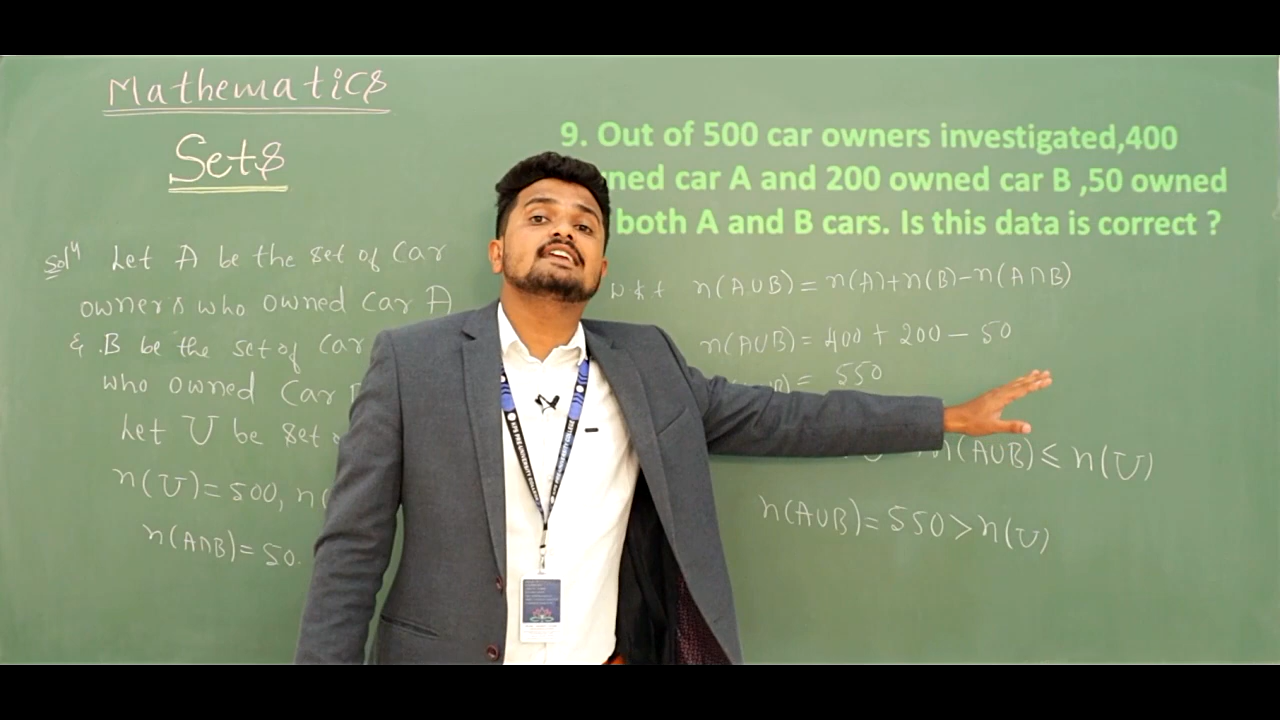 Mathematics
Sets
9. Out of 500 car owners investigated,400
ned car A and 200 owned car B ,50 owned
both A and B cars. Is this data is correct ?
Solⁿ Let A be the set of Car
owners who owned Car A
& .B be the set of Car
who owned Car
Let U be set
n(U)=500, n(
n(A∩B)=50.
w k t n(A∪B)=n(A)+n(B)-n(A∩B)
n(A∪B)=400+200-50
= 550
n(A∪B)≤n(U)
n(A∪B)=550>n(U)